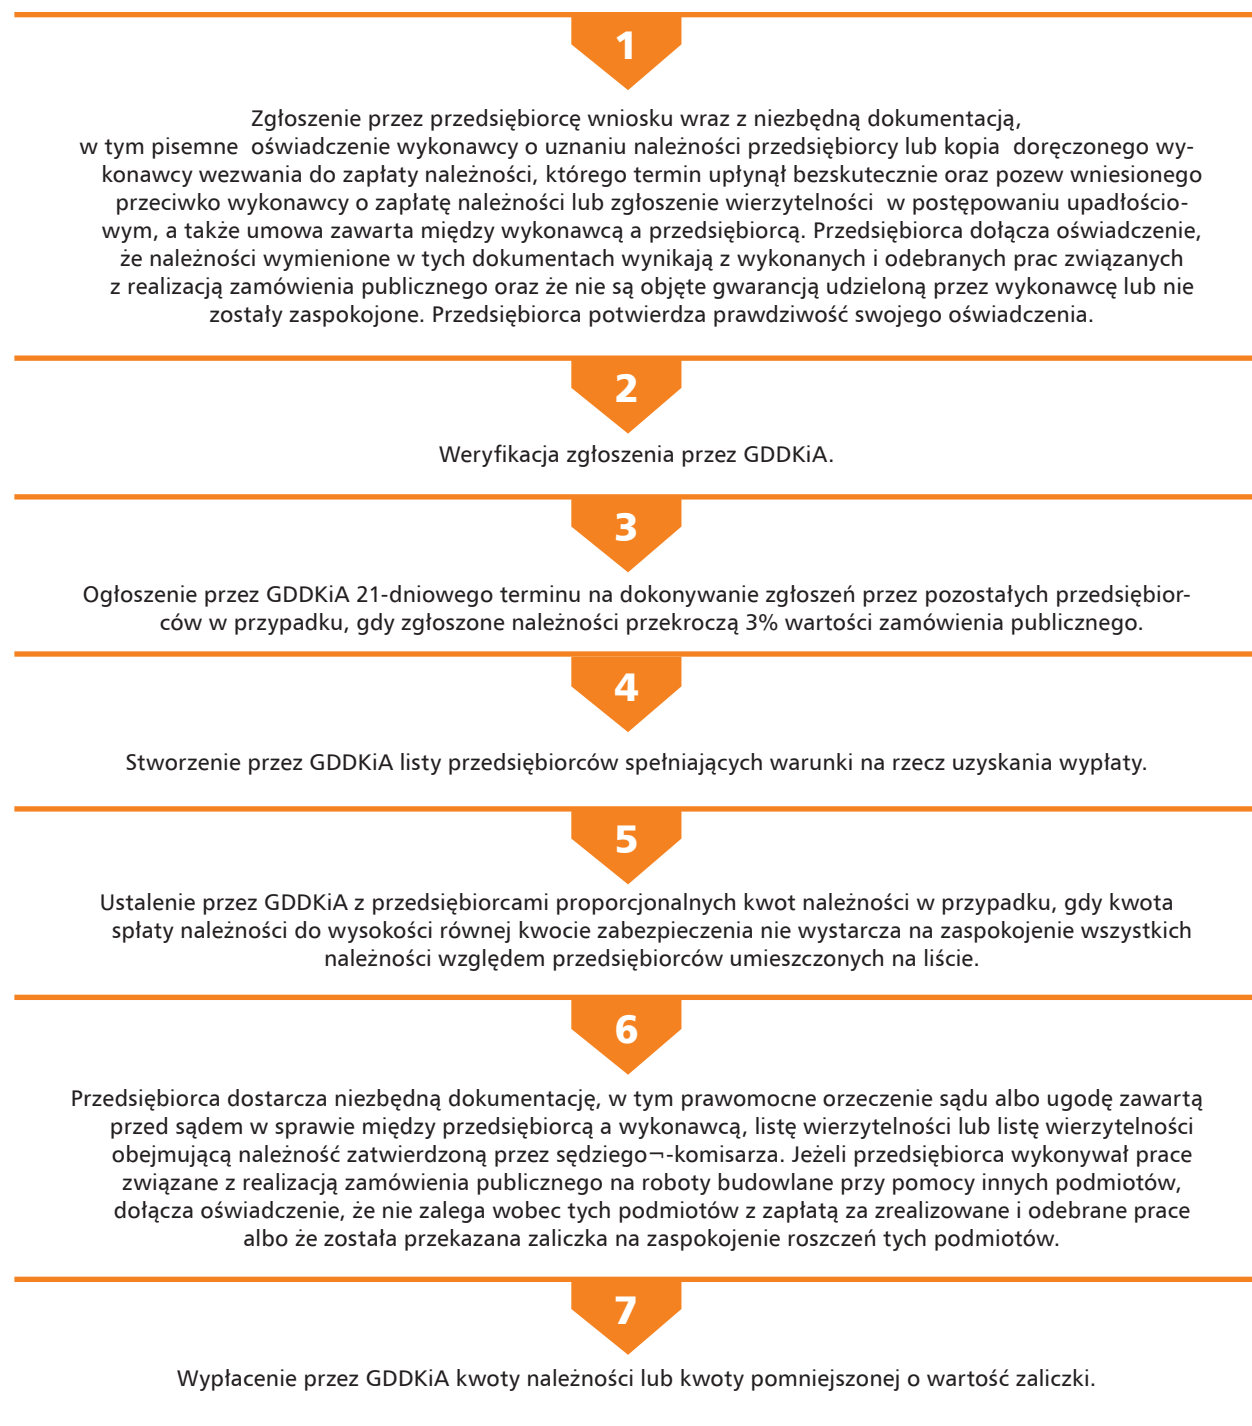 1
Zgłoszenie przez przedsiębiorcę wniosku wraz z niezbędną dokumentacją,
w tym pisemne oświadczenie wykonawcy o uznaniu należności przedsiębiorcy lub kopia doręczonego wy-
konawcy wezwania do zapłaty należności, którego termin upłynął bezskutecznie oraz pozew wniesionego
przeciwko wykonawcy o zapłatę należności lub zgłoszenie wierzytelności w postępowaniu upadłościo-
wym, a także umowa zawarta między wykonawcą a przedsiębiorcą. Przedsiębiorca dołącza oświadczenie,
że należności wymienione w tych dokumentach wynikają z wykonanych i odebranych prac związanych
z realizacją zamówienia publicznego oraz że nie są objęte gwarancją udzieloną przez wykonawcę lub nie
zostały zaspokojone. Przedsiębiorca potwierdza prawdziwość swojego oświadczenia.
2
Weryfikacja zgłoszenia przez GDDKiA.
3
Ogłoszenie przez GDDKiA 21-dniowego terminu na dokonywanie zgłoszeń przez pozostałych przedsiębior-
ców w przypadku, gdy zgłoszone należności przekroczą 3% wartości zamówienia publicznego.
4
Stworzenie przez GDDKiA listy przedsiębiorców spełniających warunki na rzecz uzyskania wypłaty.
5
Ustalenie przez GDDKiA z przedsiębiorcami proporcjonalnych kwot należności w przypadku, gdy kwota
spłaty należności do wysokości równej kwocie zabezpieczenia nie wystarcza na zaspokojenie wszystkich
należności względem przedsiębiorców umieszczonych na liście.
6
Przedsiębiorca dostarcza niezbędną dokumentację, w tym prawomocne orzeczenie sądu albo ugodę zawartą
przed sądem w sprawie między przedsiębiorcą a wykonawcą, listę wierzytelności lub listę wierzytelności
obejmującą należność zatwierdzoną przez sędziego¬-komisarza. Jeżeli przedsiębiorca wykonywał prace
związane z realizacją zamówienia publicznego na roboty budowlane przy pomocy innych podmiotów,
dołącza oświadczenie, że nie zalega wobec tych podmiotów z zapłatą za zrealizowane i odebrane prace
albo że została przekazana zaliczka na zaspokojenie roszczeń tych podmiotów.
7
Wypłacenie przez GDDKiA kwoty należności lub kwoty pomniejszonej o wartość zaliczki.